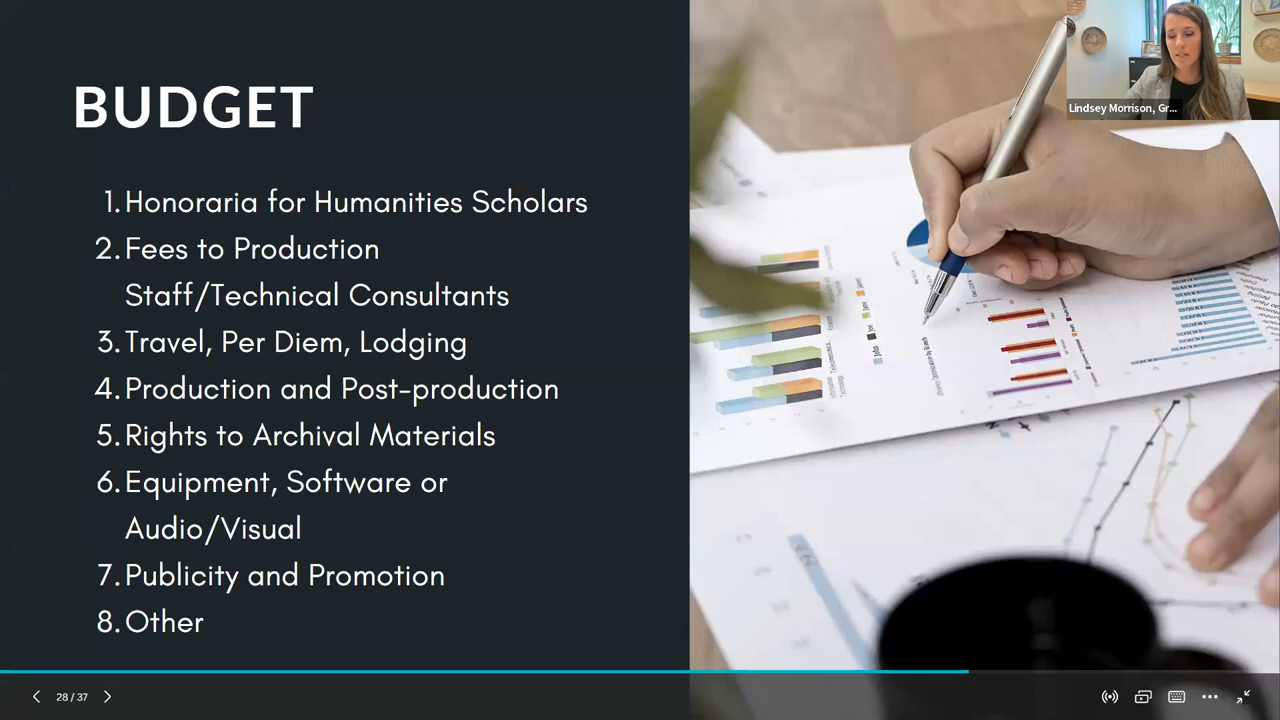 BUDGET
1. Honoraria for Humanities Scholars
2. Fees to Production
Staff/Technical Consultants
3. Travel, Per Diem, Lodging
4. Production and Post-production
5. Rights to Archival Materials
6. Equipment, Software or
Audio/Visual
7. Publicity and Promotion
8. Other
Lindsey Morrison, Gr...
28 / 37